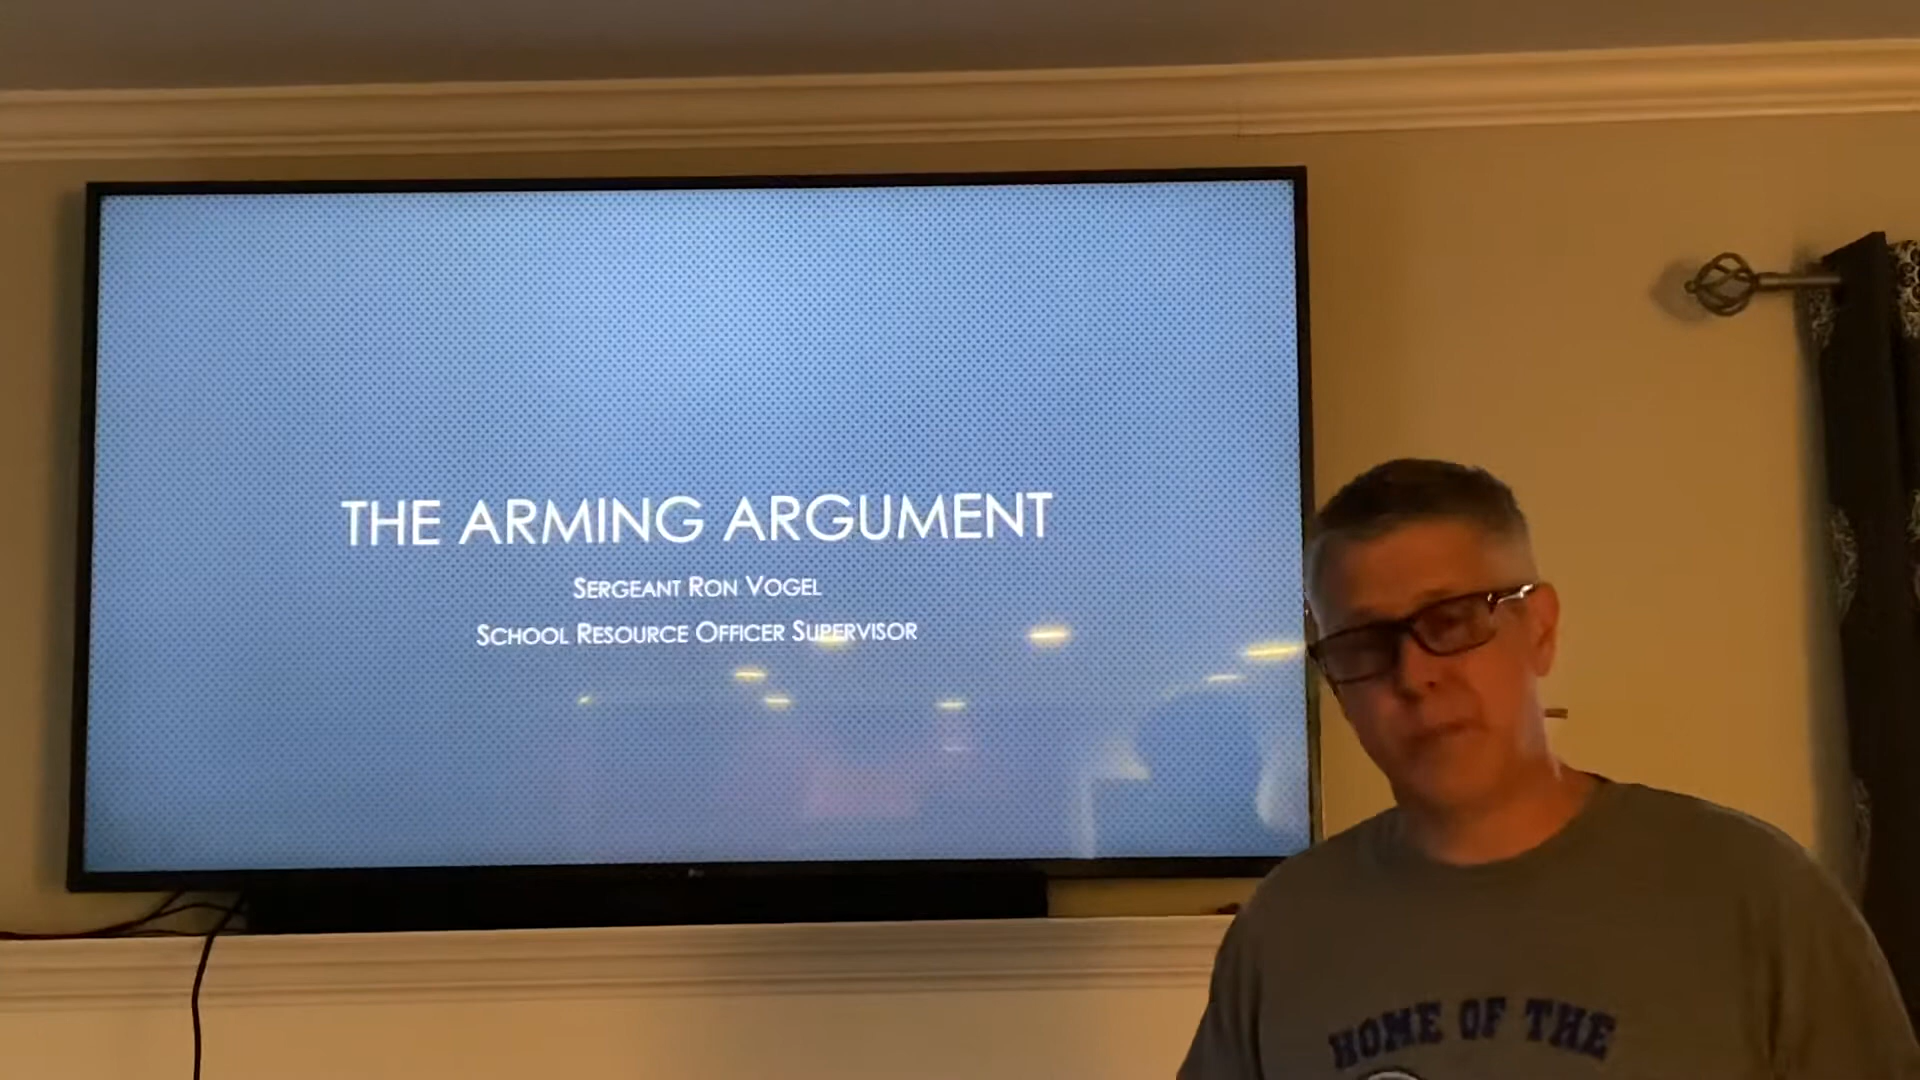 THE ARMING ARGUMENT
SERGEANT RON VOGEL
SCHOOL RESOURCE OFFICER SUPERVISOR
HOME OF THE